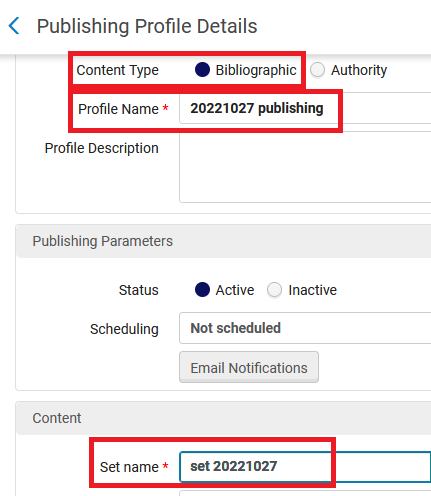 Publishing Profile Details
Content Type Bibliographic Authority
Profile Name * 20221027 publishing
Profile Description
Publishing Parameters
Status Active Inactive
Scheduling Not scheduled
Email Notifications
Content
Set name * set 20221027